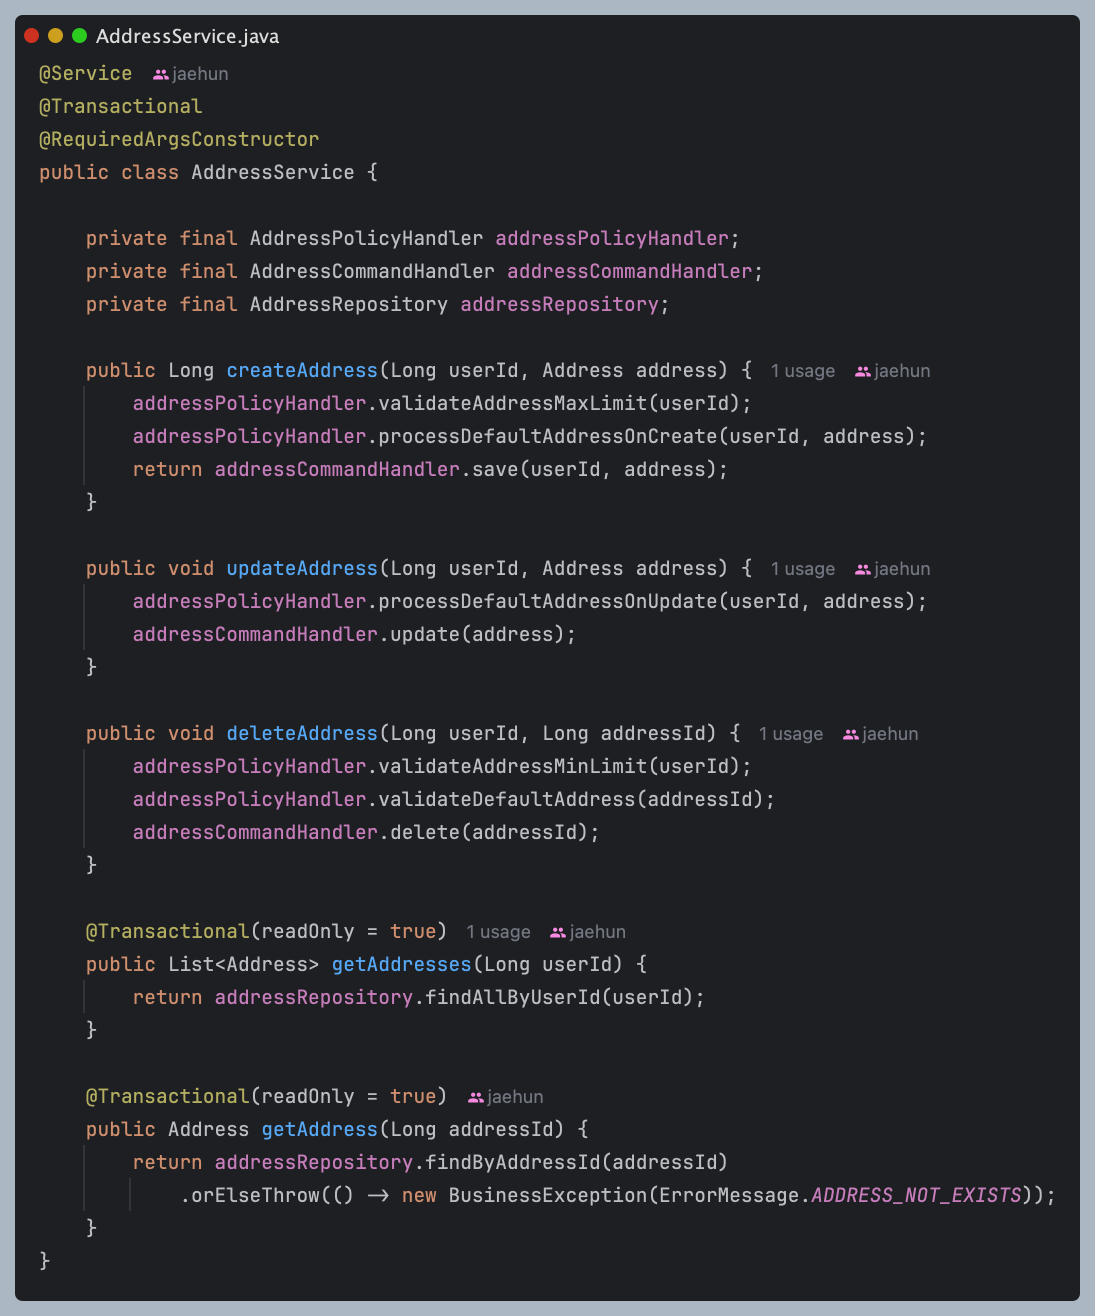 AddressService.java
@Service jaehun
@Transactional
@RequiredArgsConstructor
public class AddressService {
private final AddressPolicyHandler addressPolicyHandler;
private final AddressCommandHandler addressCommandHandler;
private final AddressRepository addressRepository;
public Long createAddress(Long userId, Address address) { 1 usage jaehun
addressPolicyHandler.validateAddressMaxLimit(userId);
addressPolicyHandler.processDefaultAddressOnCreate(userId, address);
return addressCommandHandler.save(userId, address);
}
public void updateAddress(Long userId, Address address) { 1 usage jaehun
addressPolicyHandler.processDefaultAddressOnUpdate(userId, address);
addressCommandHandler.update(address);
}
public void deleteAddress(Long userId, Long addressId) { 1 usage jaehun
addressPolicyHandler.validateAddressMinLimit(userId);
addressPolicyHandler.validateDefaultAddress(addressId);
addressCommandHandler.delete(addressId);
}
@Transactional(readOnly = true) 1 usage jaehun
public List<Address> getAddresses(Long userId) {
return addressRepository.findAllByUserId(userId);
}
@Transactional(readOnly = true) jaehun
public Address getAddress(Long addressId) {
return addressRepository.findByAddressId(addressId)
.orElseThrow(() -> new BusinessException(ErrorMessage.ADDRESS_NOT_EXISTS));
}
}